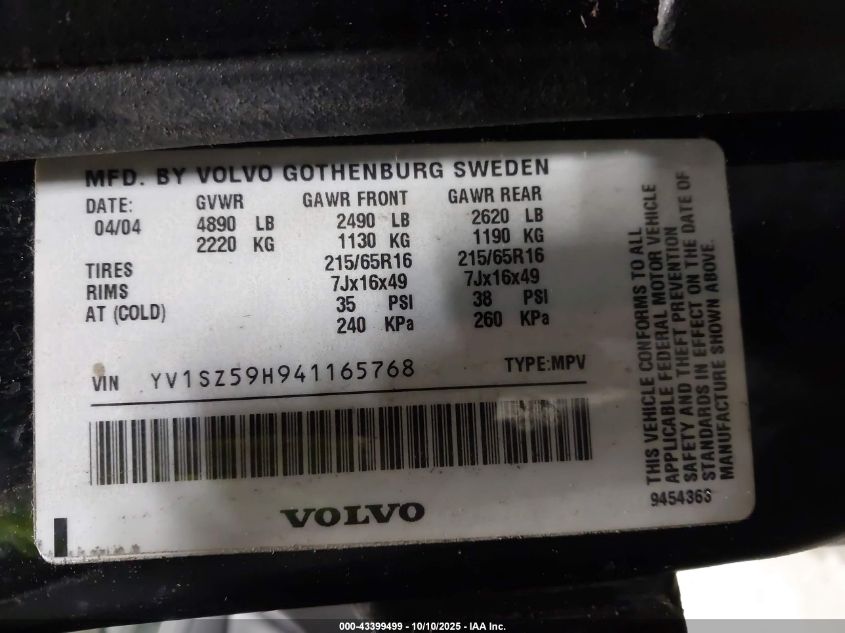 MFD. BY VOLVO GOTHENBURG SWEDEN
DATE: GVWR GAWR FRONT GAWR REAR
04/04 4890 LB 2490 LB 2620 LB
2220 KG 1130 KG 1190 KG
TIRES 215/65R16 215/65R16
RIMS 7Jx16x49 7Jx16x49
AT (COLD) 35 PSI 38 PSI
240 KPa 260 KPa
VIN YV1SZ59H941165768 TYPE:MPV
VOLVO
THIS VEHICLE CONFORMS TO ALL
APPLICABLE FEDERAL MOTOR VEHICLE
SAFETY AND THEFT PREVENTION
STANDARDS IN EFFECT ON THE DATE OF
MANUFACTURE SHOWN ABOVE.
9454363
000-43399499 - 10/10/2025 - IAA Inc.